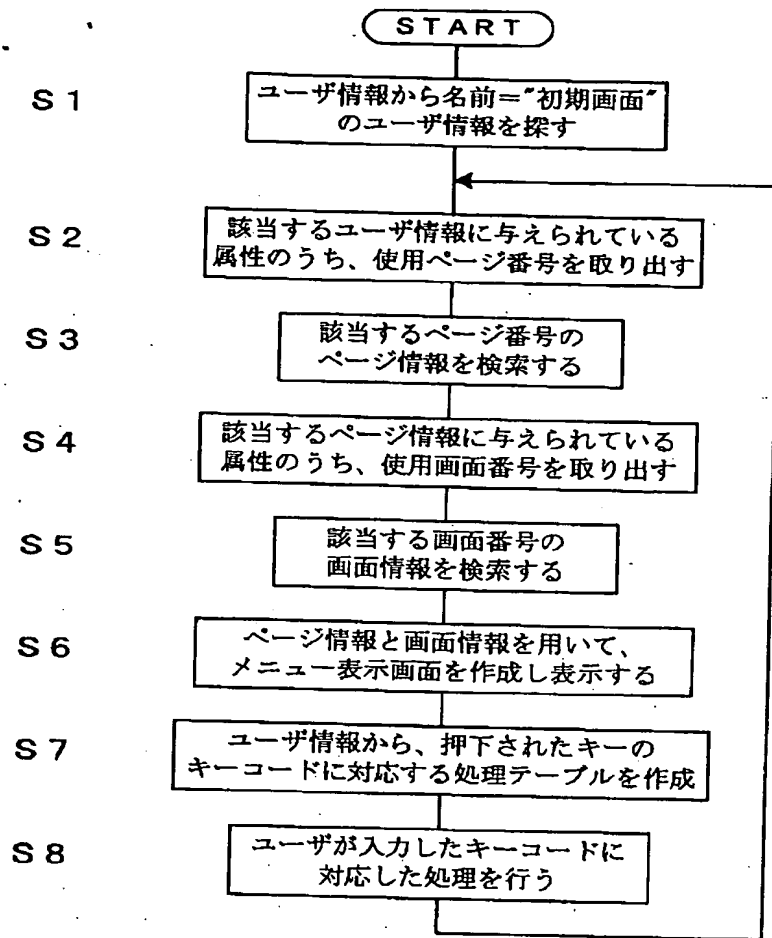 START
S1
ユーザ情報から名前="初期画面"
のユーザ情報を探す
S2
該当するユーザ情報に与えられている
属性のうち、使用ページ番号を取り出す
S3
該当するページ番号の
ページ情報を検索する
S4
該当するページ情報に与えられている
属性のうち、使用画面番号を取り出す
S5
該当する画面番号の
画面情報を検索する
S6
ページ情報と画面情報を用いて、
メニュー表示画面を作成し表示する
S7
ユーザ情報から、押下されたキーの
キーコードに対応する処理テーブルを作成
S8
ユーザが入力したキーコードに
対応した処理を行う